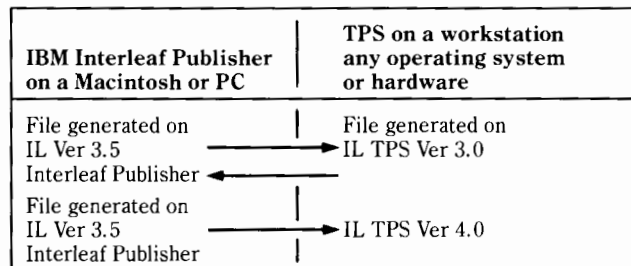 IBM Interleaf Publisher
on a Macintosh or PC
TPS on a workstation
any operating system
or hardware
File generated on
IL Ver 3.5
Interleaf Publisher
File generated on
IL TPS Ver 3.0
File generated on
IL Ver 3.5
Interleaf Publisher
IL TPS Ver 4.0